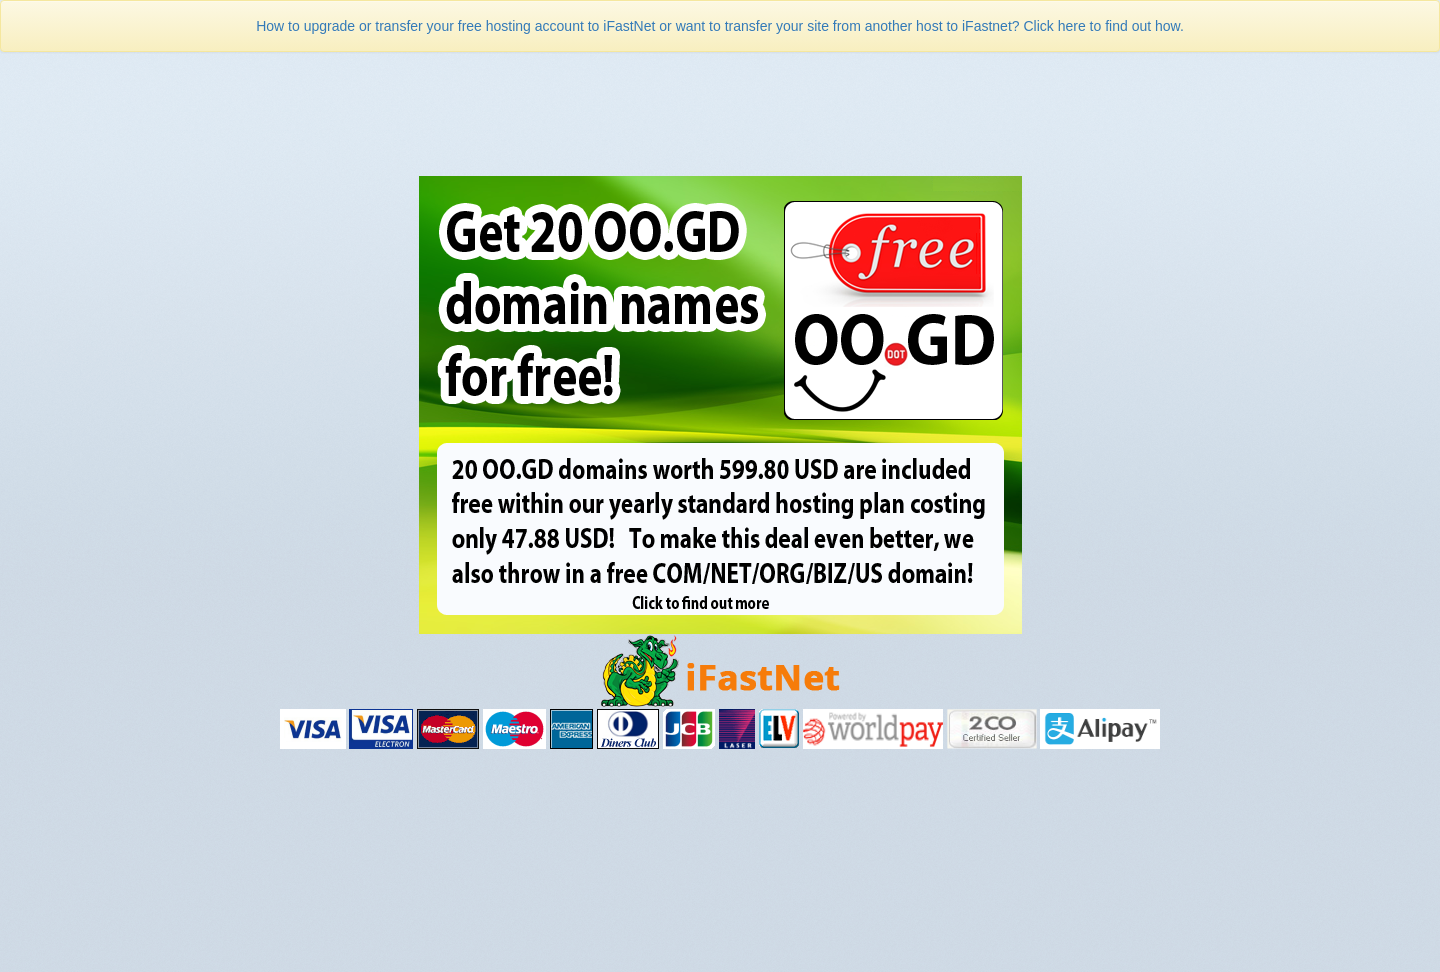 How to upgrade or transfer your free hosting account to iFastNet or want to transfer your site from another host to iFastnet? Click here to find out how.
Get 20 OO.GD
domain names
for free!
free
OO DOT GD
20 OO.GD domains worth 599.80 USD are included
free within our yearly standard hosting plan costing
only 47.88 USD! To make this deal even better, we
also throw in a free COM/NET/ORG/BIZ/US domain!
Click to find out more
iFastNet
VISA VISA ELECTRON MasterCard Maestro AMERICAN EXPRESS Diners Club JCB LASER ELV Powered by worldpay 2CO Certified Seller 支 Alipay™